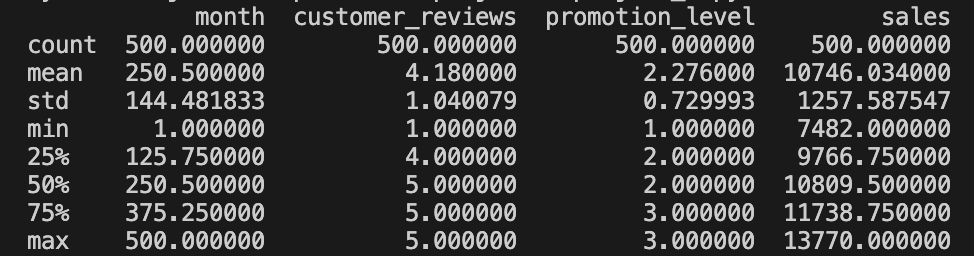 month customer_reviews promotion_level sales
count 500.000000 500.000000 500.000000 500.000000
mean 250.500000 4.180000 2.276000 10746.034000
std 144.481833 1.040079 0.729993 1257.587547
min 1.000000 1.000000 1.000000 7482.000000
25% 125.750000 4.000000 2.000000 9766.750000
50% 250.500000 5.000000 2.000000 10809.500000
75% 375.250000 5.000000 3.000000 11738.750000
max 500.000000 5.000000 3.000000 13770.000000